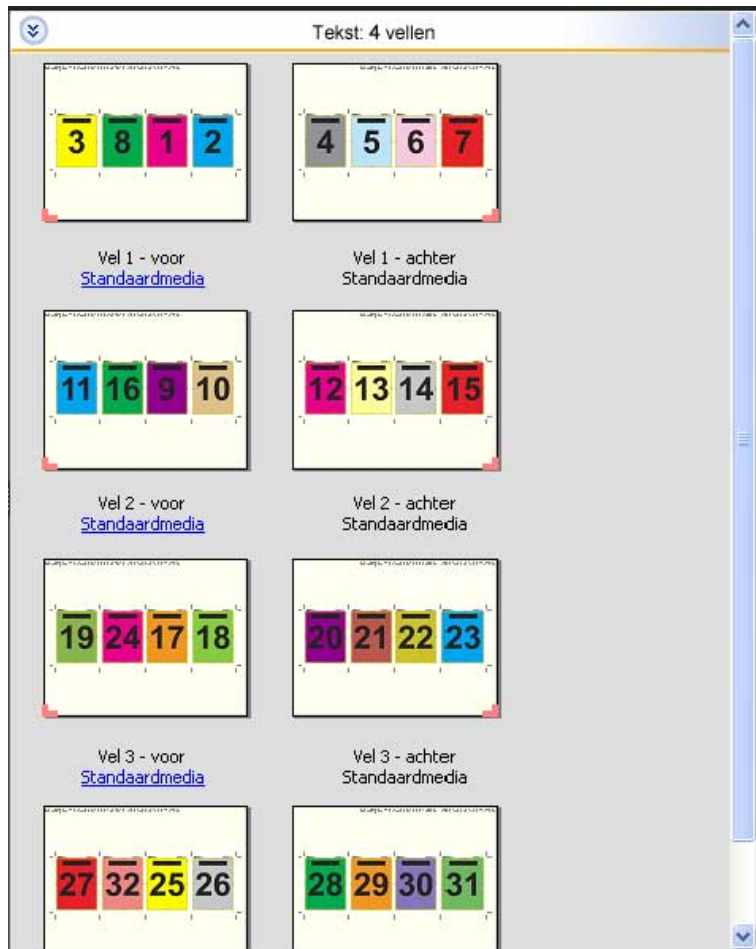 Tekst: 4 vellen
3 8 1 2
4 5 6 7
Vel 1 - voor
Standaardmedia
Vel 1 - achter
Standaardmedia
11 16 9 10
12 13 14 15
Vel 2 - voor
Standaardmedia
Vel 2 - achter
Standaardmedia
19 24 17 18
20 21 22 23
Vel 3 - voor
Standaardmedia
Vel 3 - achter
Standaardmedia
27 32 25 26
28 29 30 31